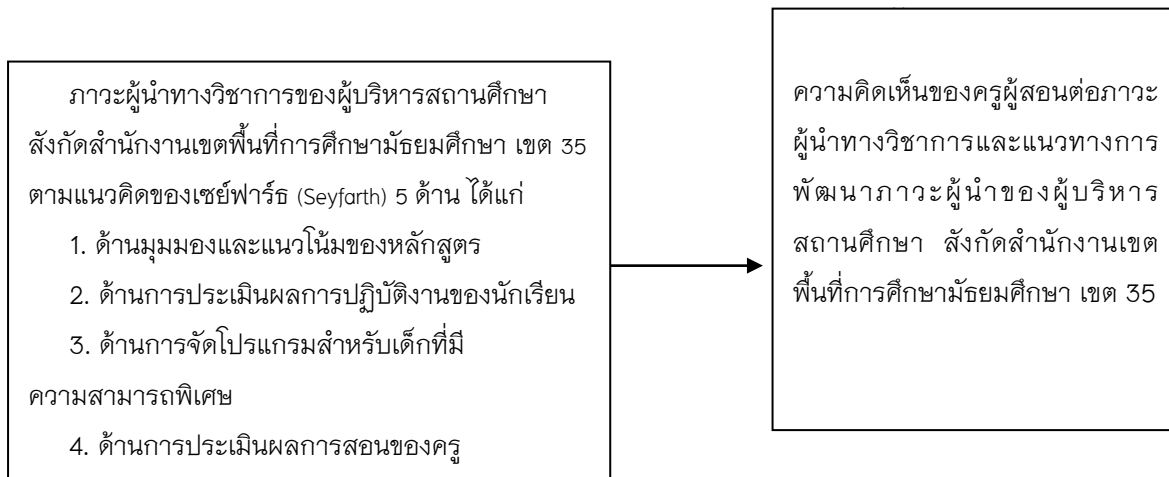 ภาวะผู้นำทางวิชาการของผู้บริหารสถานศึกษา
สังกัดสำนักงานเขตพื้นที่การศึกษามัธยมศึกษา เขต 35
ตามแนวคิดของเซย์ฟาร์ธ (Seyfarth) 5 ด้าน ได้แก่
1. ด้านมุมมองและแนวโน้มของหลักสูตร
2. ด้านการประเมินผลการปฏิบัติงานของนักเรียน
3. ด้านการจัดโปรแกรมสำหรับเด็กที่มี
ความสามารถพิเศษ
4. ด้านการประเมินผลการสอนของครู
ความคิดเห็นของครูผู้สอนต่อภาวะ
ผู้นำทางวิชาการและแนวทางการ
พัฒนาภาวะผู้นำของผู้บริหาร
สถานศึกษา สังกัดสำนักงานเขต
พื้นที่การศึกษามัธยมศึกษา เขต 35